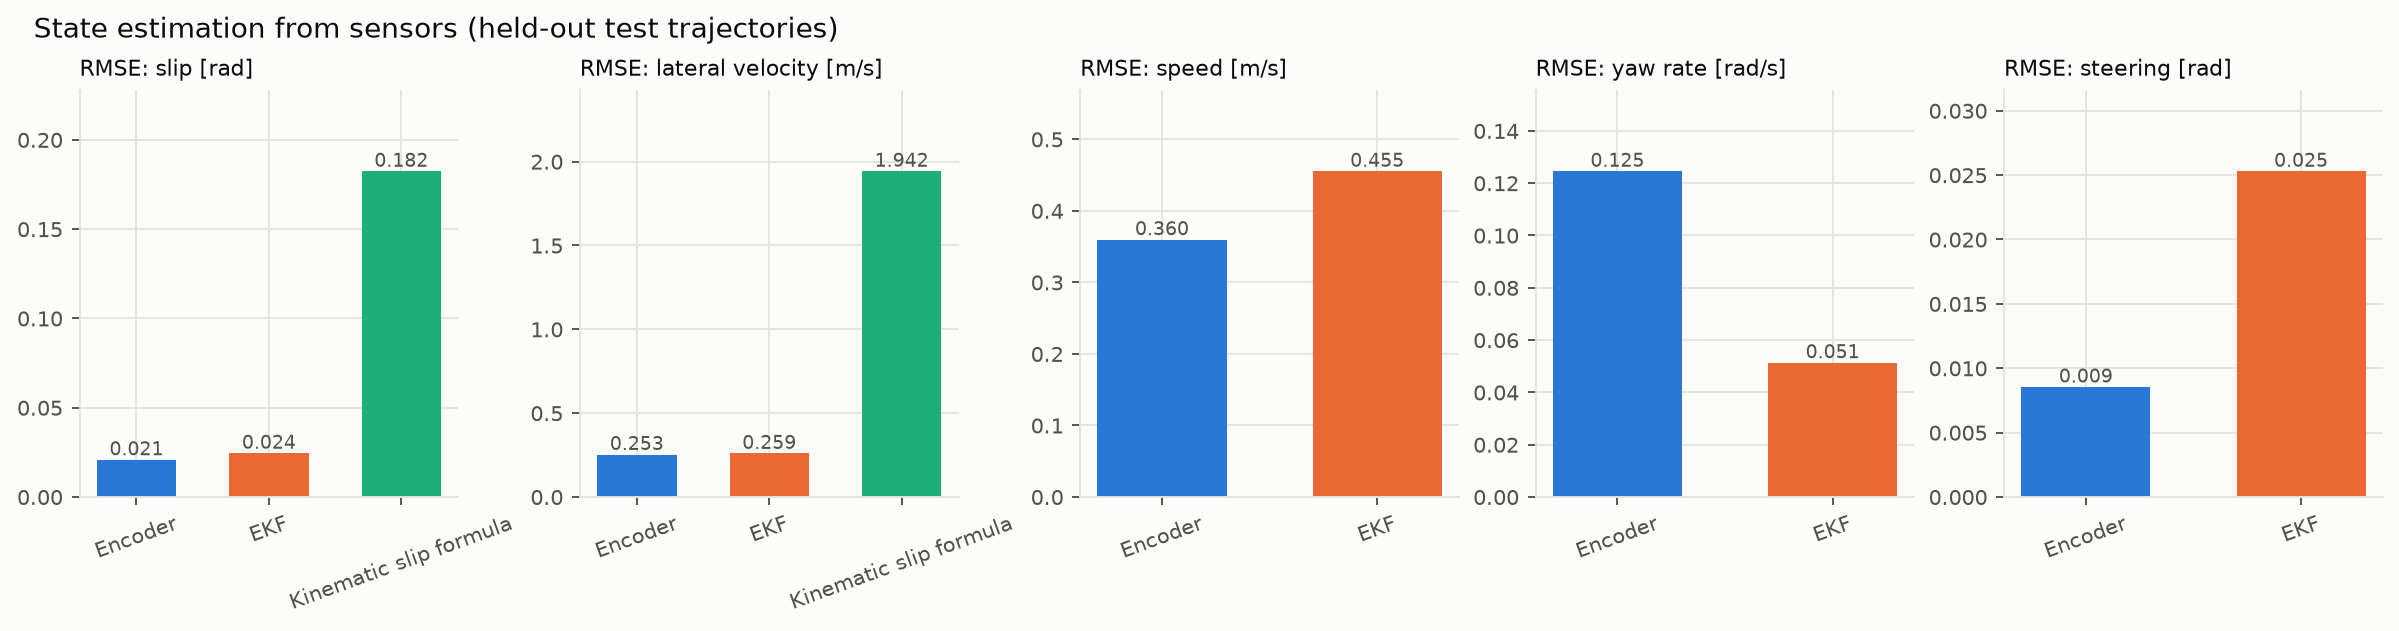 State estimation from sensors (held-out test trajectories)
RMSE: slip [rad]
0.20
0.15
0.10
0.05
0.00
0.021
0.024
0.182
Encoder
EKF
Kinematic slip formula
RMSE: lateral velocity [m/s]
2.0
1.5
1.0
0.5
0.0
0.253
0.259
1.942
Encoder
EKF
Kinematic slip formula
RMSE: speed [m/s]
0.5
0.4
0.3
0.2
0.1
0.0
0.360
0.455
Encoder
EKF
RMSE: yaw rate [rad/s]
0.14
0.12
0.10
0.08
0.06
0.04
0.02
0.00
0.125
0.051
Encoder
EKF
RMSE: steering [rad]
0.030
0.025
0.020
0.015
0.010
0.005
0.000
0.009
0.025
Encoder
EKF